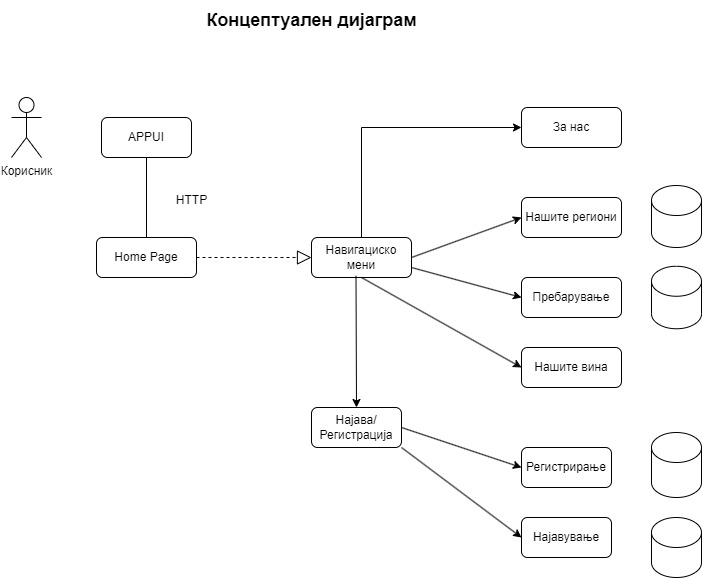 Концептуален дијаграм
Корисник
APPUI
HTTP
Home Page
Навигациско
мени
За нас
Нашите региони
Пребарување
Нашите вина
Најава/
Регистрација
Регистрирање
Најавување